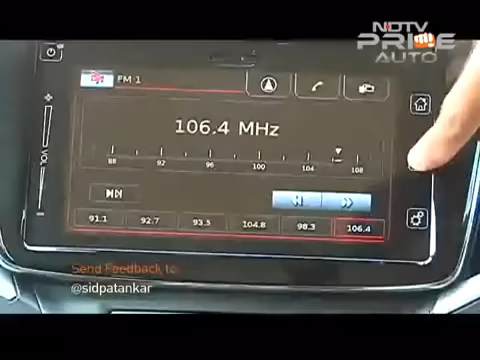 NDTV
PRIME
AUTO
FM 1
106.4 MHz
88 92 96 100 104 108
VOL
91.1 92.7 93.5 104.8 98.3 106.4
Send Feedback to
@sidpatankar